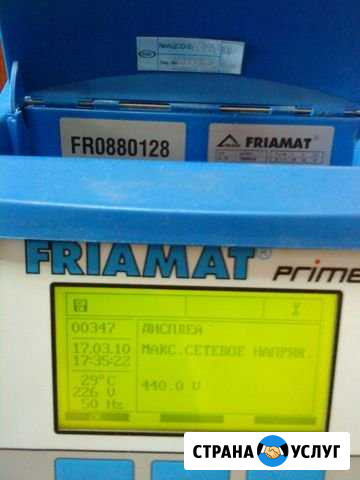 FR0880128
FRIAMAT®
FRIAMAT® prime
00347
ДИСПЛЕА
17.03.10
МАКС.СЕТЕВОЕ НАПРЯЖ.
17:35:22
29°C
440.0 V
226 V
50 Hz
СТРАНА УСЛУГ